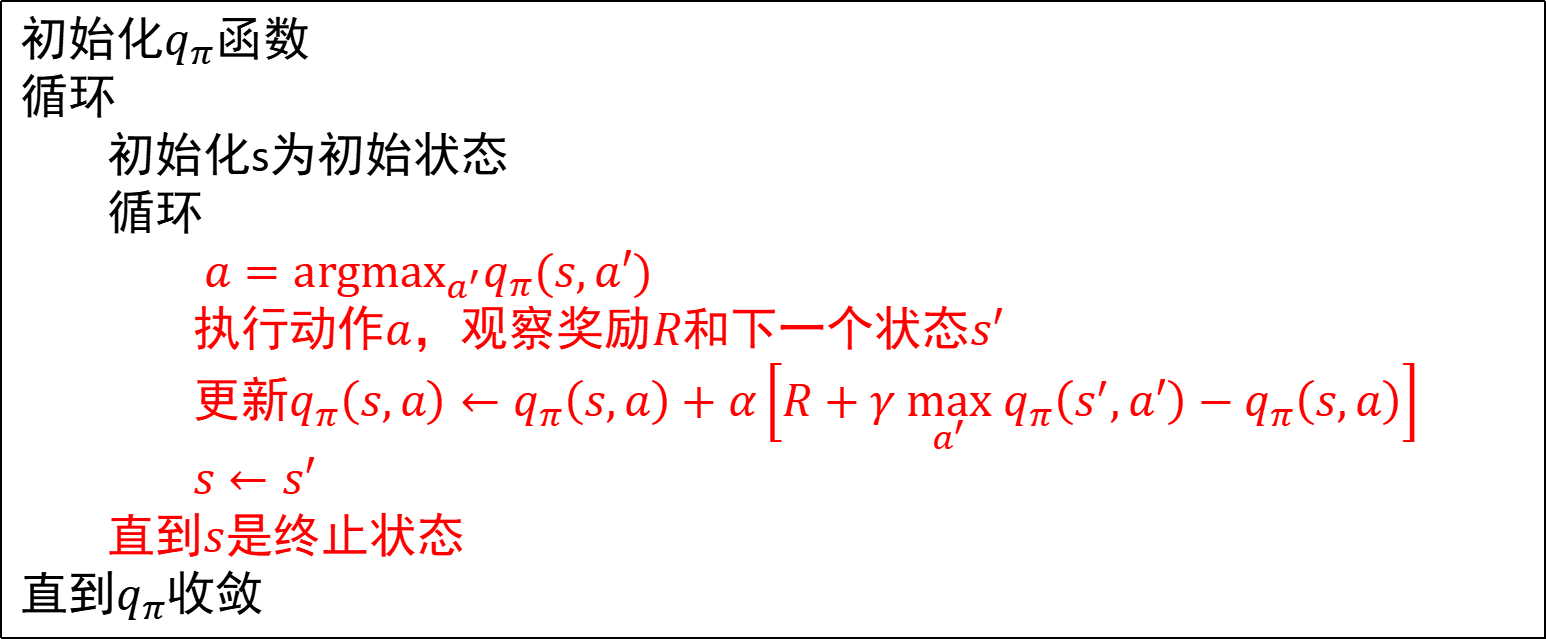 初始化qπ函数
循环
初始化s为初始状态
循环
a = argmaxₐ′qπ(s, a′)
执行动作a，观察奖励R和下一个状态s′
更新qπ(s, a) ← qπ(s, a) + α[R + γ maxₐ′ qπ(s′, a′) − qπ(s, a)]
s ← s′
直到s是终止状态
直到qπ收敛